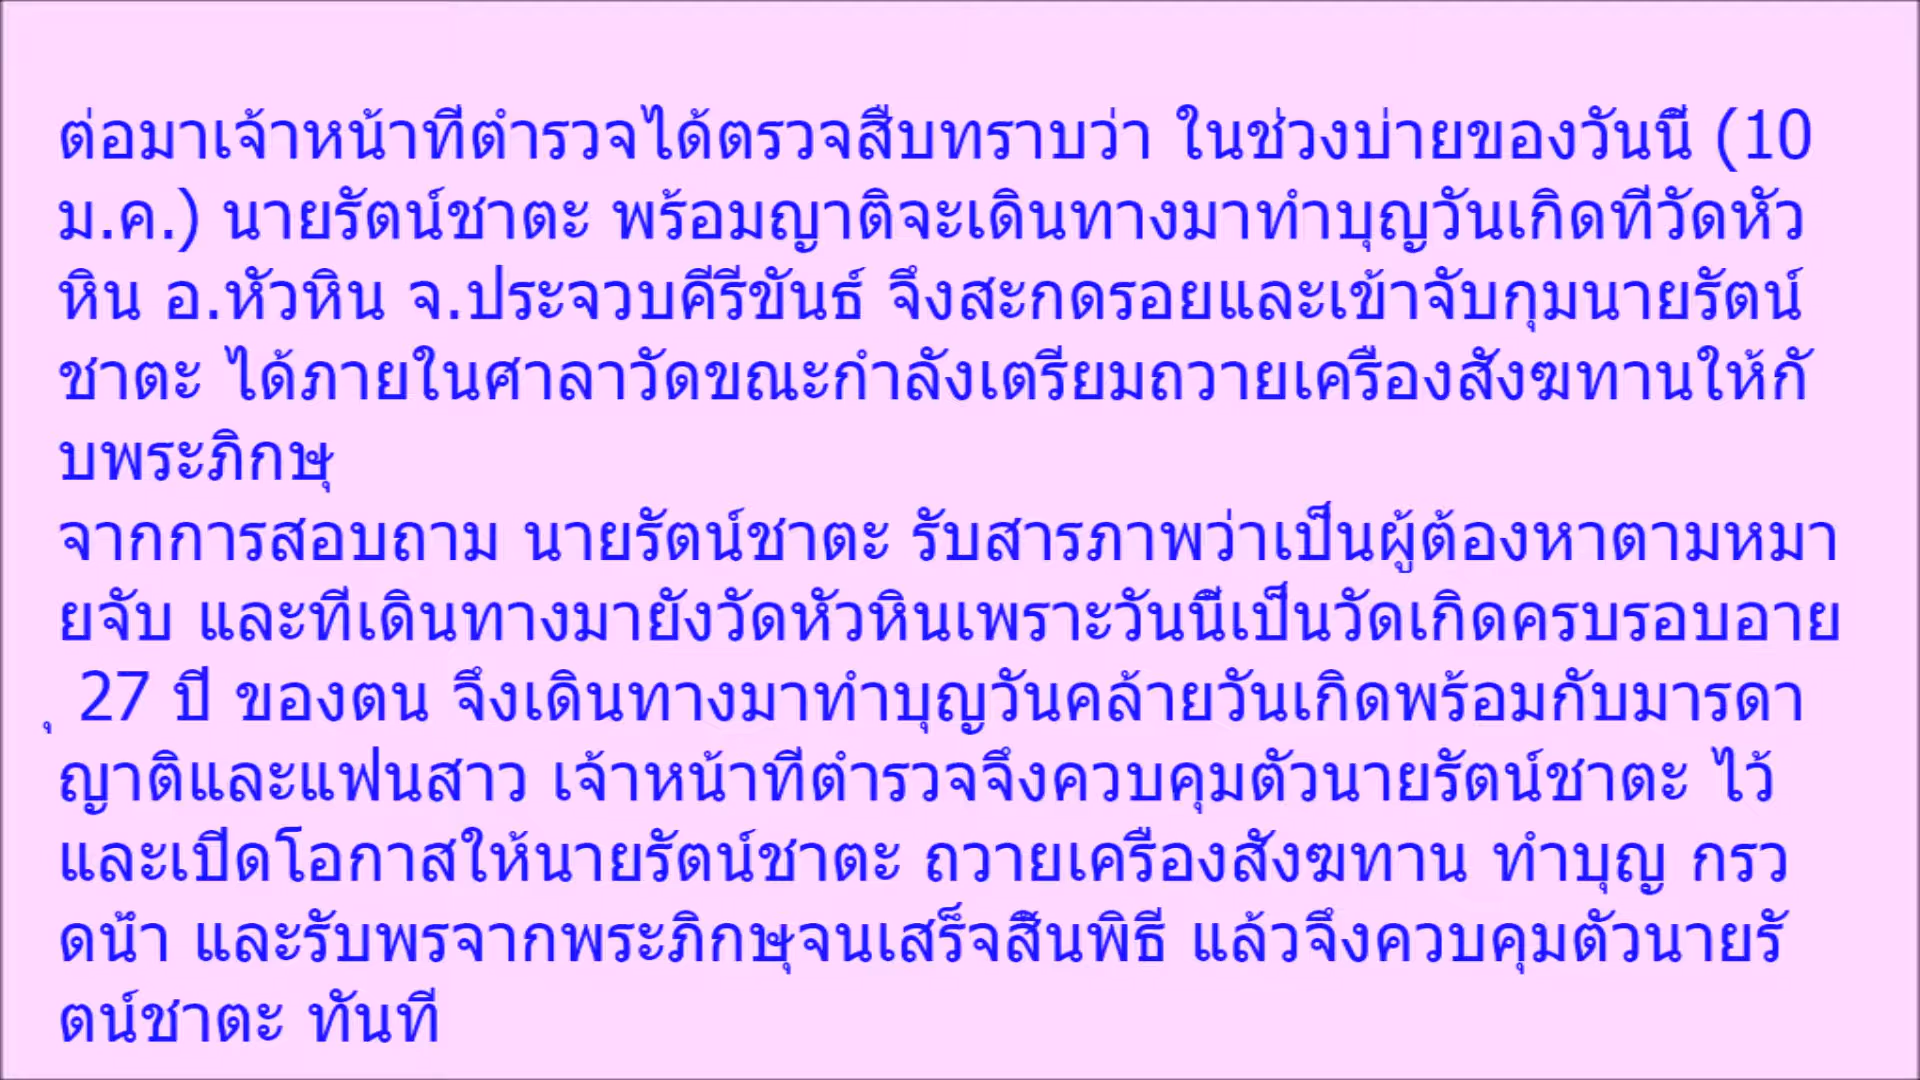 ต่อมาเจ้าหน้าที่ตำรวจได้ตรวจสืบทราบว่า ในช่วงบ่ายของวันนี้ (10
ม.ค.) นายรัตน์ชาตะ พร้อมญาติจะเดินทางมาทำบุญวันเกิดที่วัดหัว
หิน อ.หัวหิน จ.ประจวบคีรีขันธ์ จึงสะกดรอยและเข้าจับกุมนายรัตน์
ชาตะ ได้ภายในศาลาวัดขณะกำลังเตรียมถวายเครื่องสังฆทานให้กั
บพระภิกษุ
จากการสอบถาม นายรัตน์ชาตะ รับสารภาพว่าเป็นผู้ต้องหาตามหมา
ยจับ และที่เดินทางมายังวัดหัวหินเพราะวันนี้เป็นวัดเกิดครบรอบอาย
ุ 27 ปี ของตน จึงเดินทางมาทำบุญวันคล้ายวันเกิดพร้อมกับมารดา
ญาติและแฟนสาว เจ้าหน้าที่ตำรวจจึงควบคุมตัวนายรัตน์ชาตะ ไว้
และเปิดโอกาสให้นายรัตน์ชาตะ ถวายเครื่องสังฆทาน ทำบุญ กรว
ดน้ำ และรับพรจากพระภิกษุจนเสร็จสิ้นพิธี แล้วจึงควบคุมตัวนายรั
ตน์ชาตะ ทันที